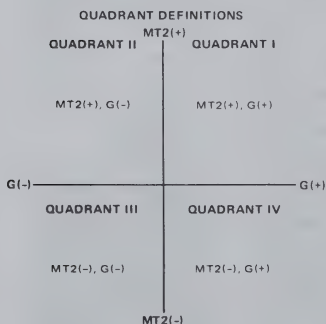 QUADRANT DEFINITIONS
MT2(+)
QUADRANT II QUADRANT I
MT2(+), G(-) MT2(+), G(+)
G(-) G(+)
QUADRANT III QUADRANT IV
MT2(-), G(-) MT2(-), G(+)
MT2(-)